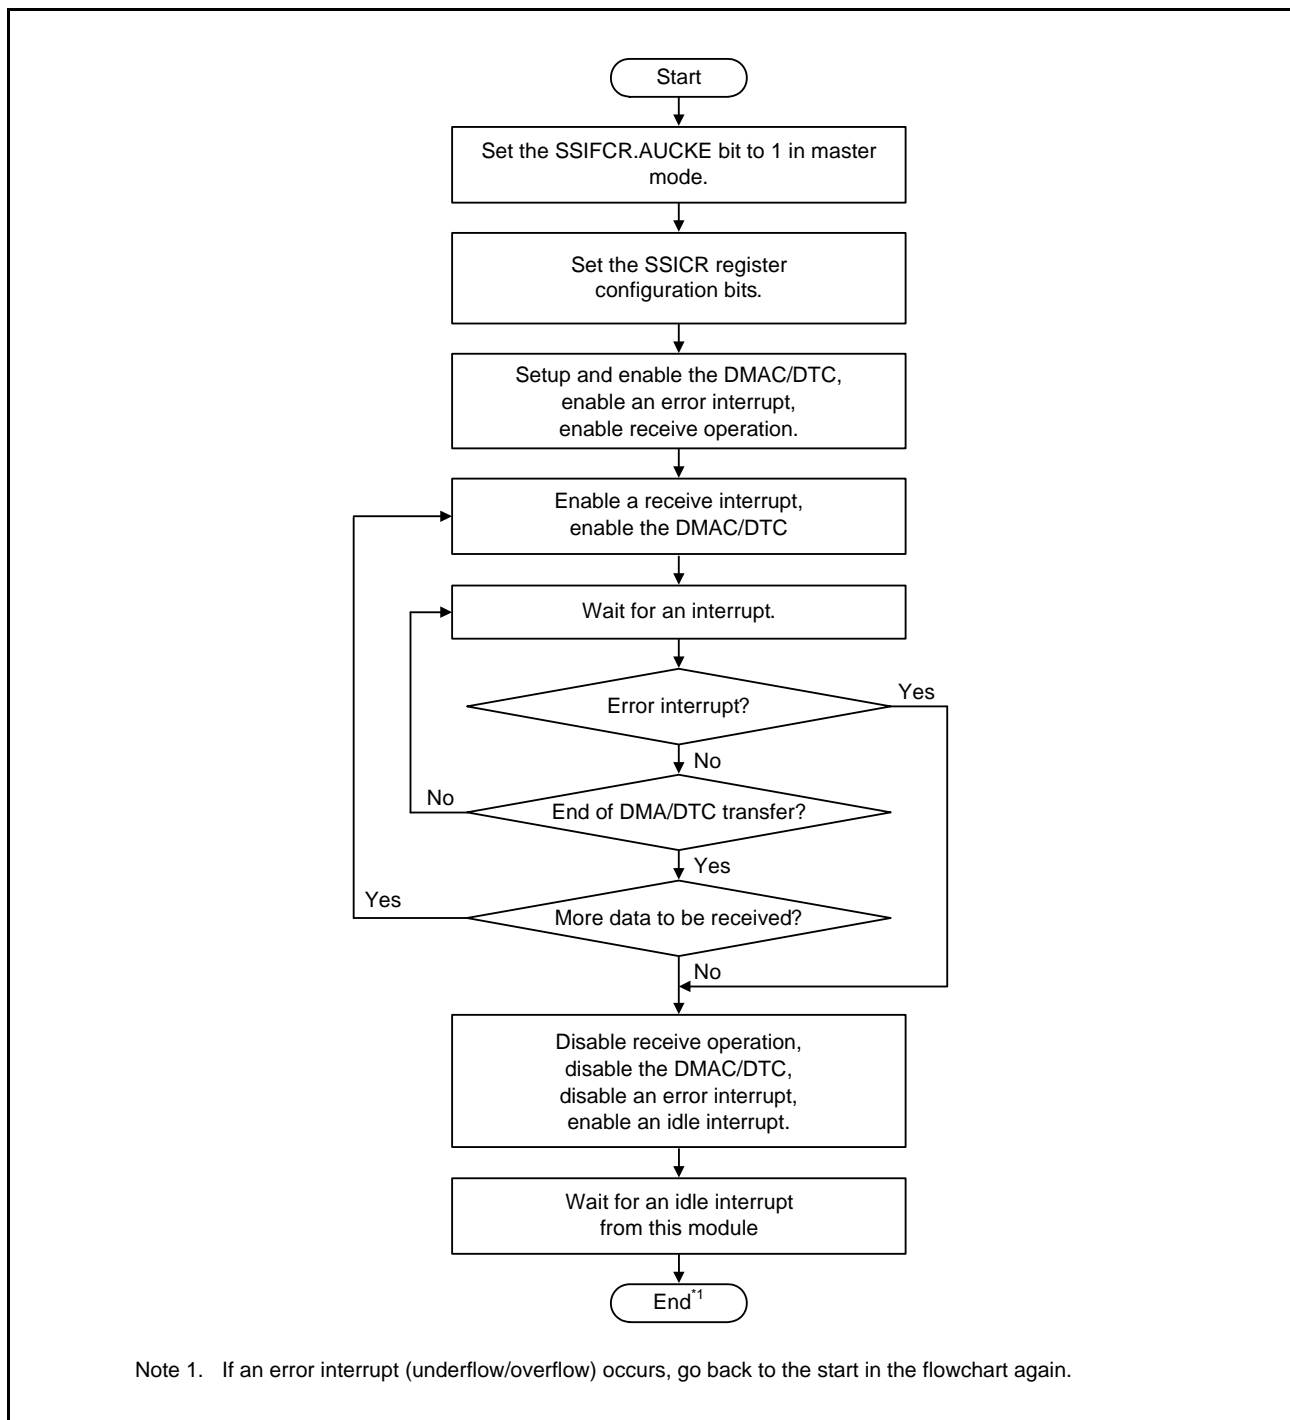 Start
Set the SSIFCR.AUCKE bit to 1 in master
mode.
Set the SSICR register
configuration bits.
Setup and enable the DMAC/DTC,
enable an error interrupt,
enable receive operation.
Enable a receive interrupt,
enable the DMAC/DTC
Wait for an interrupt.
Error interrupt?
Yes
No
End of DMA/DTC transfer?
No
Yes
More data to be received?
Yes
No
Disable receive operation,
disable the DMAC/DTC,
disable an error interrupt,
enable an idle interrupt.
Wait for an idle interrupt
from this module
End*1
Note 1. If an error interrupt (underflow/overflow) occurs, go back to the start in the flowchart again.